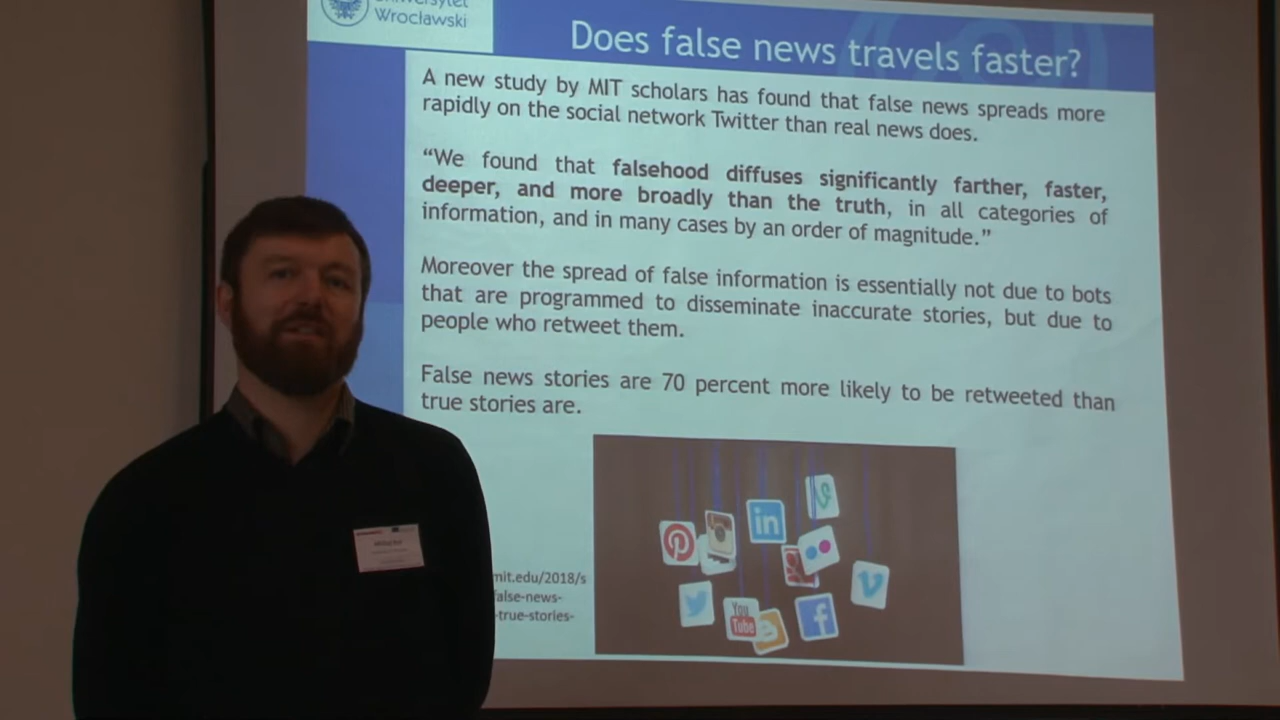 Uniwersytet
Wrocławski
Does false news travels faster?
A new study by MIT scholars has found that false news spreads more
rapidly on the social network Twitter than real news does.
“We found that falsehood diffuses significantly farther, faster,
deeper, and more broadly than the truth, in all categories of
information, and in many cases by an order of magnitude.”
Moreover the spread of false information is essentially not due to bots
that are programmed to disseminate inaccurate stories, but due to
people who retweet them.
False news stories are 70 percent more likely to be retweeted than
true stories are.
in
You
Tube
mit.edu/2018/s
alse-news-
-true-stories-